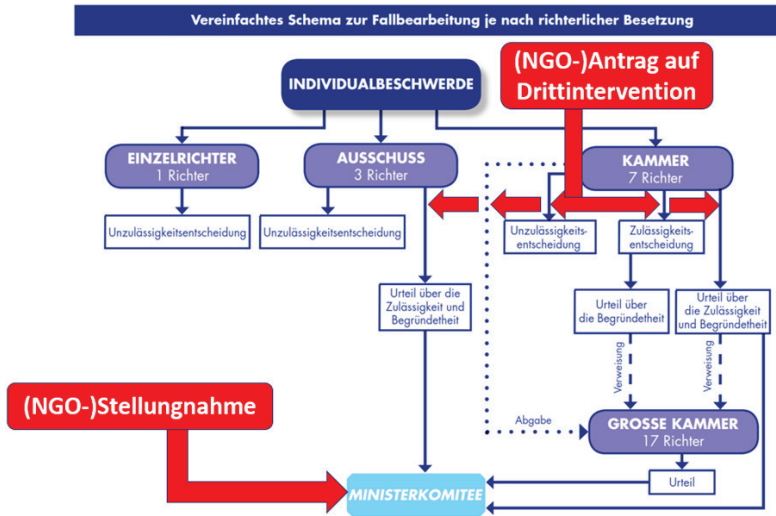 Vereinfachtes Schema zur Fallbearbeitung je nach richterlicher Besetzung
(NGO-)Antrag auf
Drittintervention
INDIVIDUALBESCHWERDE
EINZELRICHTER
1 Richter
AUSSCHUSS
3 Richter
KAMMER
7 Richter
Unzulässigkeitsentscheidung
Unzulässigkeitsentscheidung
Unzulässigkeits-
entscheidung
Zulässigkeits-
entscheidung
Urteil über die
Zulässigkeit und
Begründetheit
Urteil über
die Begründetheit
Urteil über
die Zulässigkeit
und Begründetheit
Verweisung
Verweisung
(NGO-)Stellungnahme
Abgabe
GROSSE KAMMER
17 Richter
Urteil
MINISTERKOMITEE